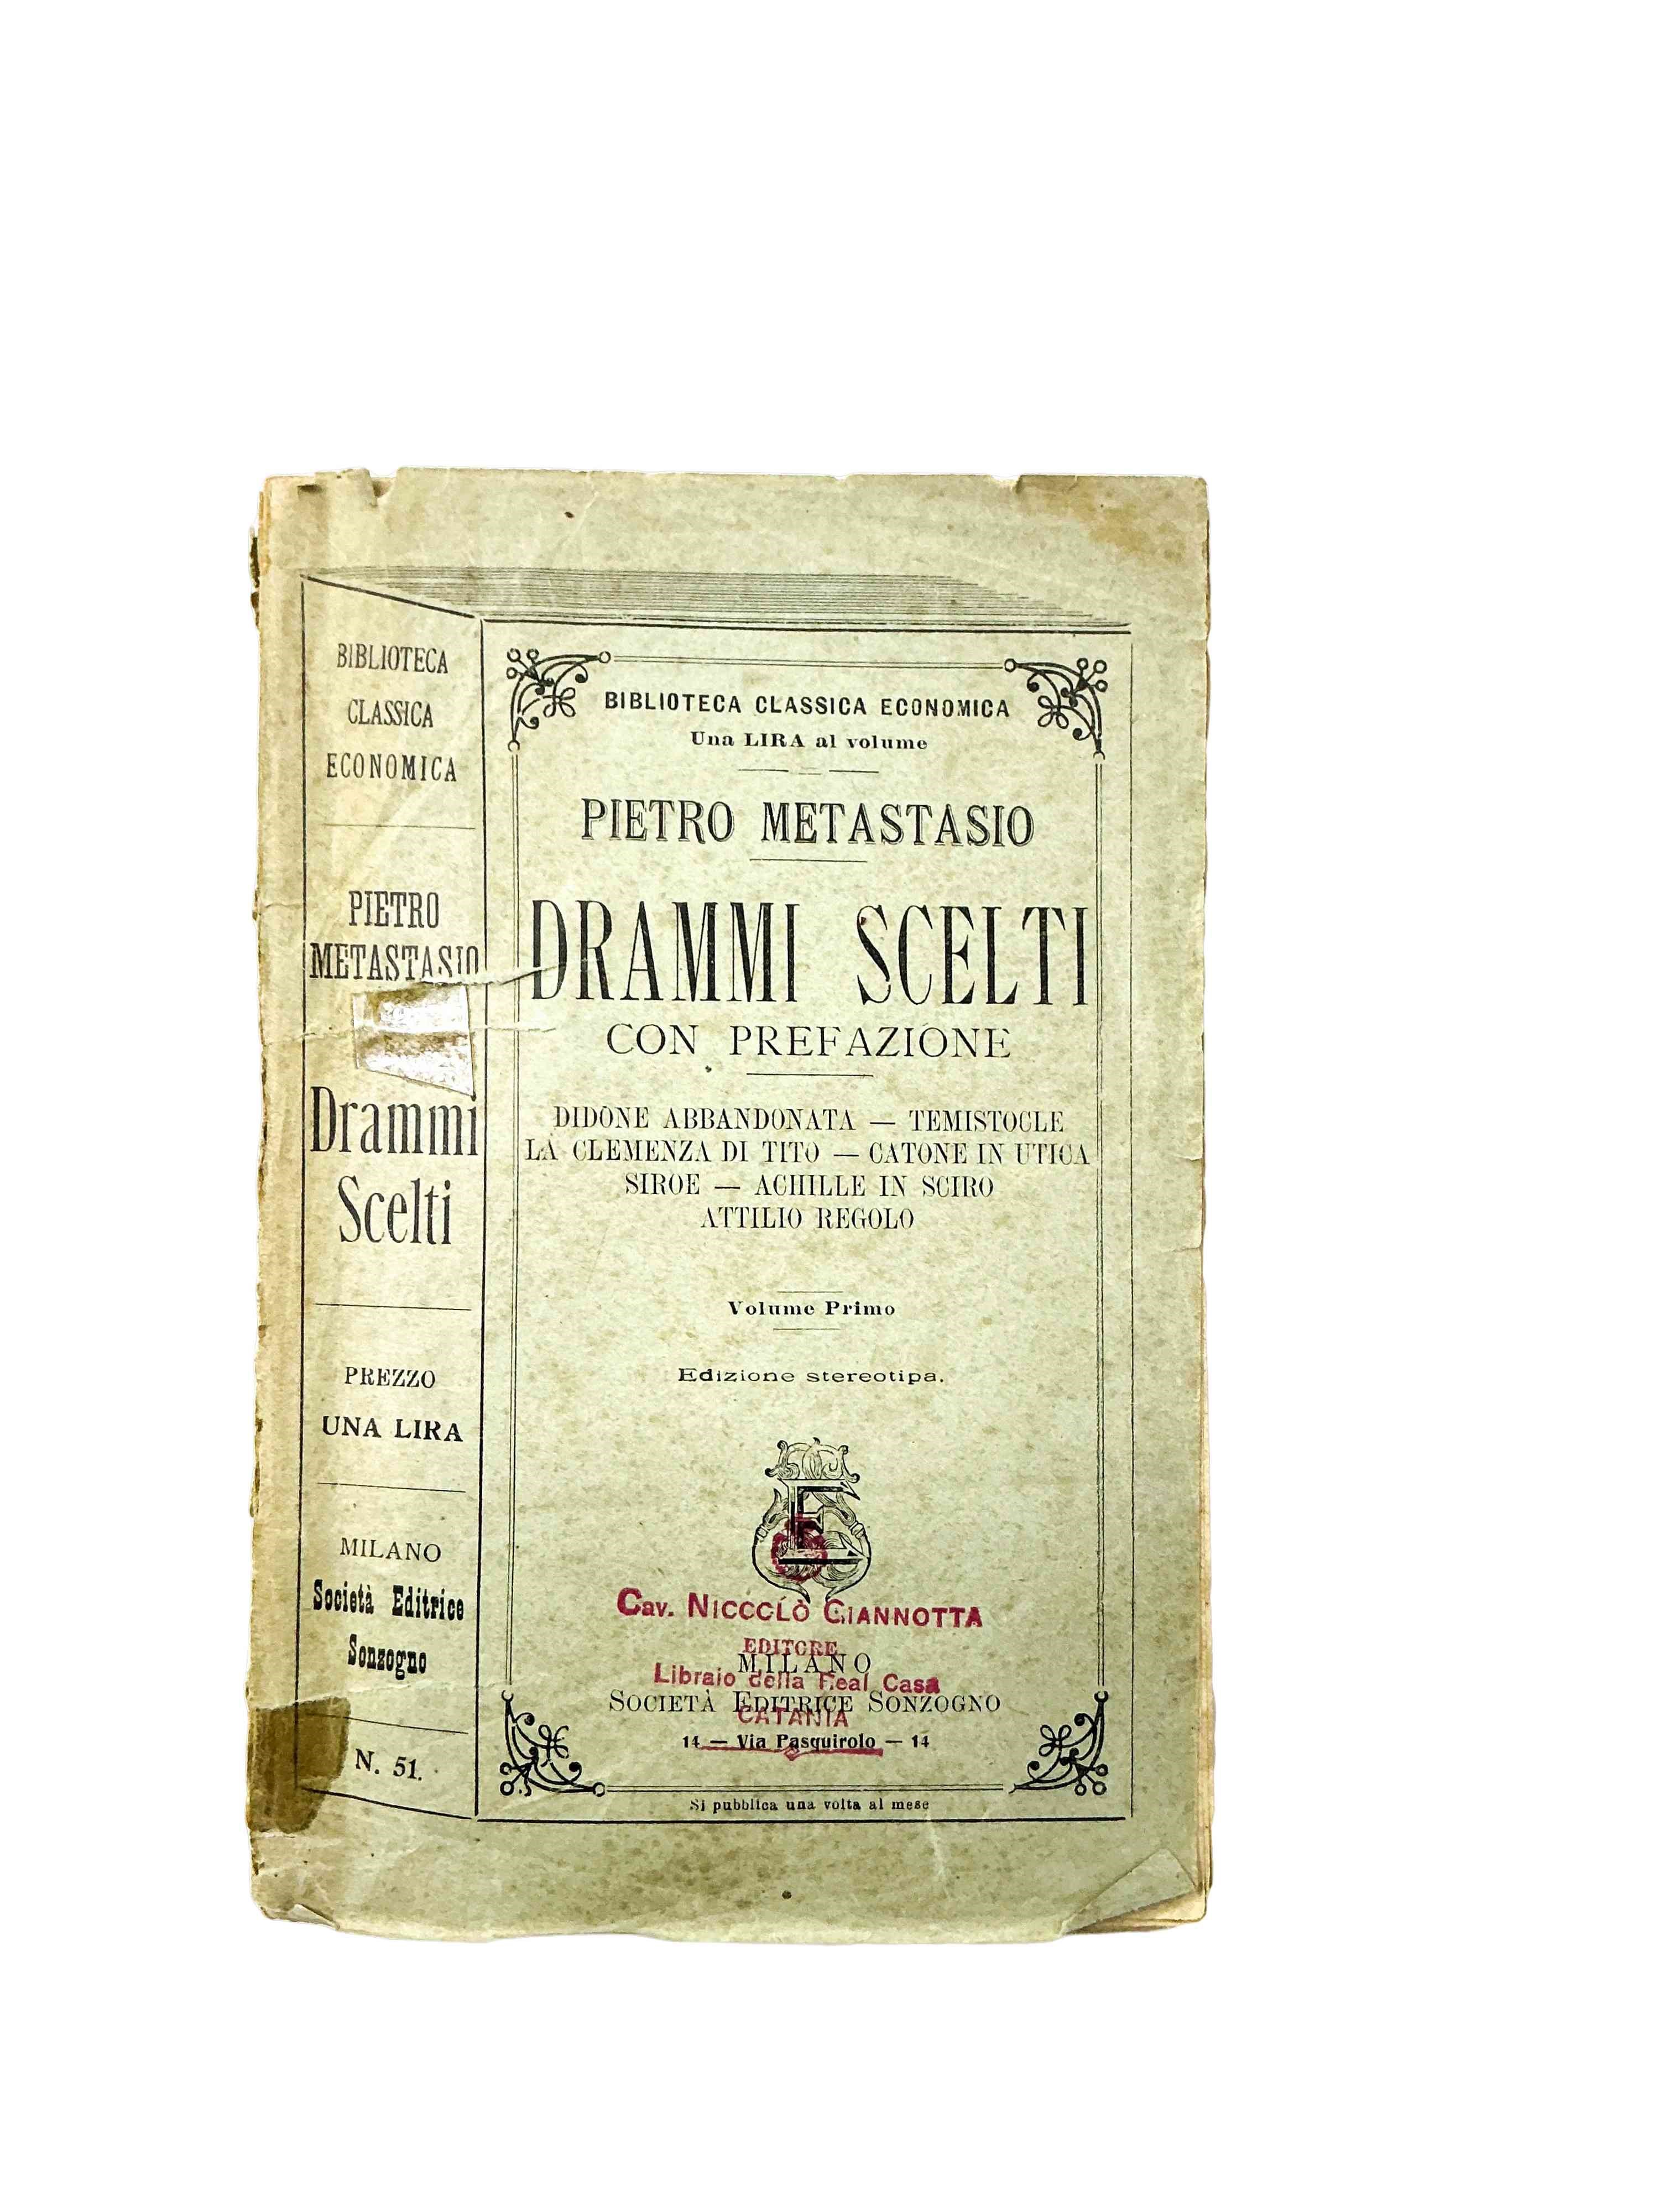 BIBLIOTECA
CLASSICA
ECONOMICA
PIETRO
METASTASIO
Drammi
Scelti
PREZZO
UNA LIRA
MILANO
Società Editrice
Sonzogno
N. 51.
BIBLIOTECA CLASSICA ECONOMICA
Una LIRA al volume
PIETRO METASTASIO
DRAMMI SCELTI
CON PREFAZIONE
DIDONE ABBANDONATA — TEMISTOCLE
LA CLEMENZA DI TITO — CATONE IN UTICA
SIROE — ACHILLE IN SCIRO
ATTILIO REGOLO
Volume Primo
Edizione stereotipa.
E
Cav. NICCOLÒ GIANNOTTA
EDITORE
MILANO
Libraio della Real Casa
SOCIETÀ EDITRICE SONZOGNO
CATANIA
14 — Via Pasquirolo — 14
Si pubblica una volta al mese